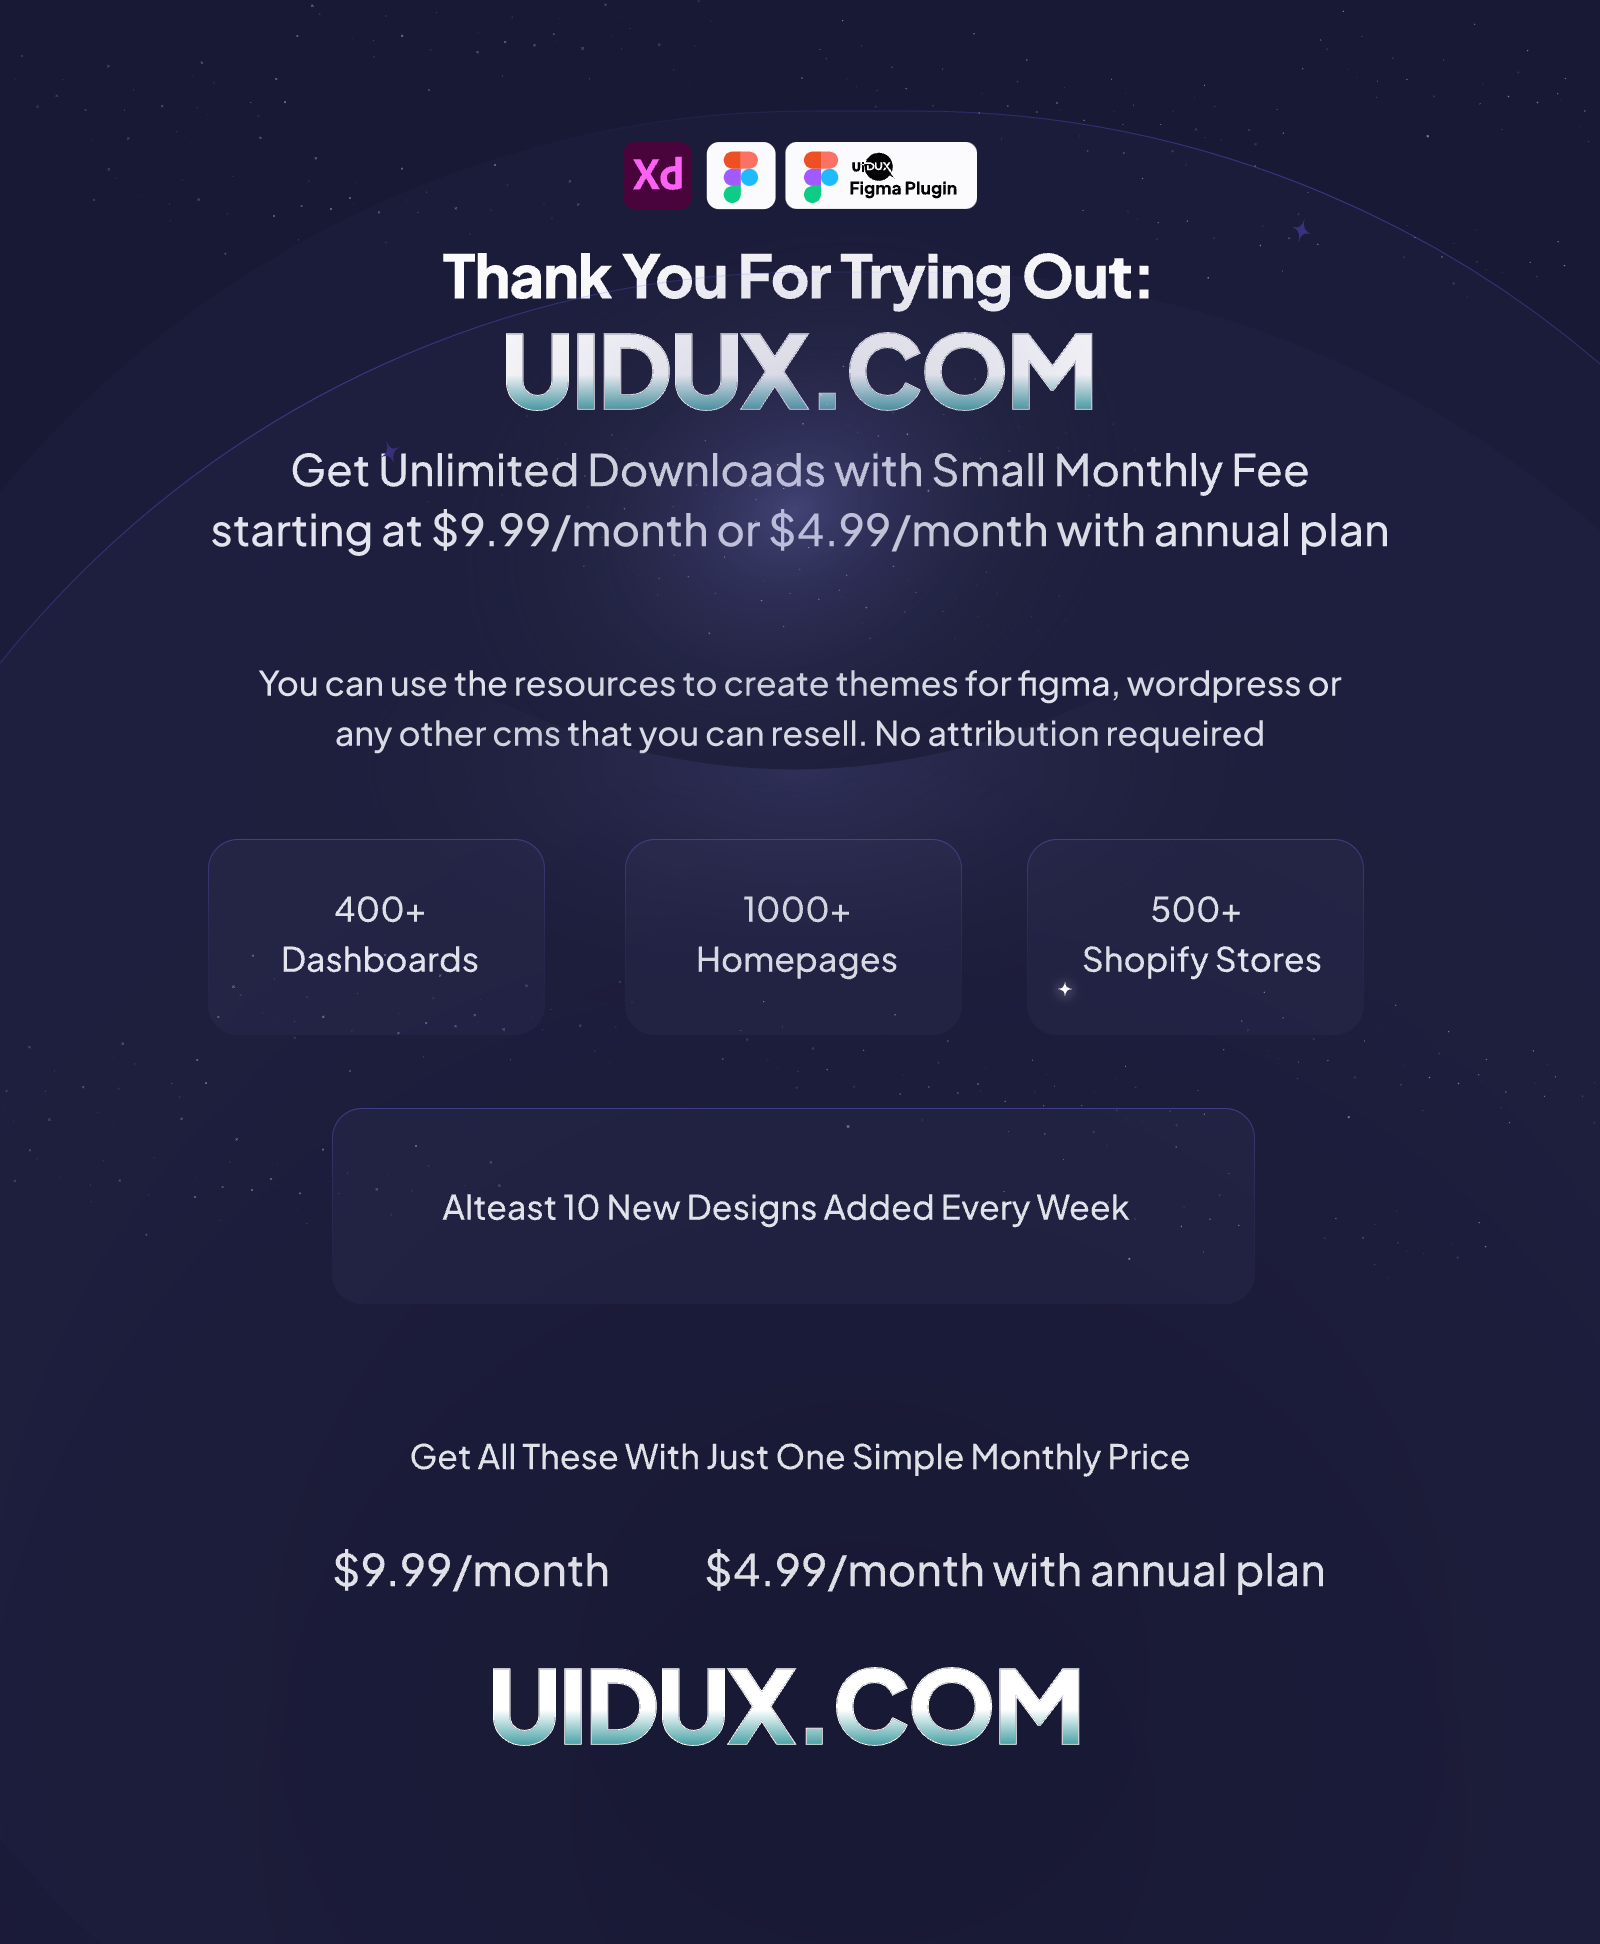 Xd
UiDUX
Figma Plugin
Thank You For Trying Out:
UIDUX.COM
Get Unlimited Downloads with Small Monthly Fee
starting at $9.99/month or $4.99/month with annual plan
You can use the resources to create themes for figma, wordpress or
any other cms that you can resell. No attribution requeired
400+
Dashboards
1000+
Homepages
500+
Shopify Stores
Alteast 10 New Designs Added Every Week
Get All These With Just One Simple Monthly Price
$9.99/month
$4.99/month with annual plan
UIDUX.COM